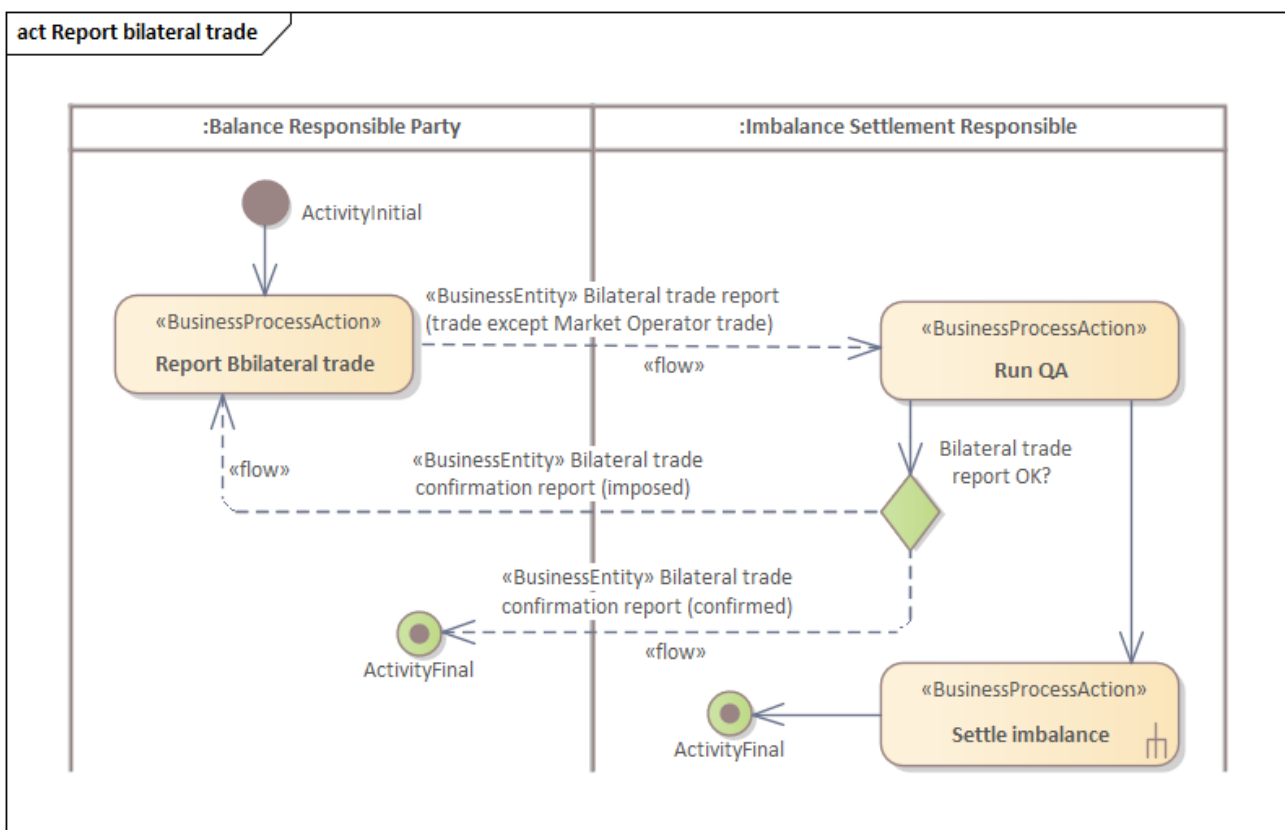 act Report bilateral trade
:Balance Responsible Party
:Imbalance Settlement Responsible
ActivityInitial
«BusinessEntity» Bilateral trade report
(trade except Market Operator trade)
«flow»
«BusinessProcessAction»
Report Bbilateral trade
«BusinessProcessAction»
Run QA
Bilateral trade
report OK?
«BusinessEntity» Bilateral trade
confirmation report (imposed)
«flow»
«BusinessEntity» Bilateral trade
confirmation report (confirmed)
«flow»
ActivityFinal
«BusinessProcessAction»
Settle imbalance
ActivityFinal